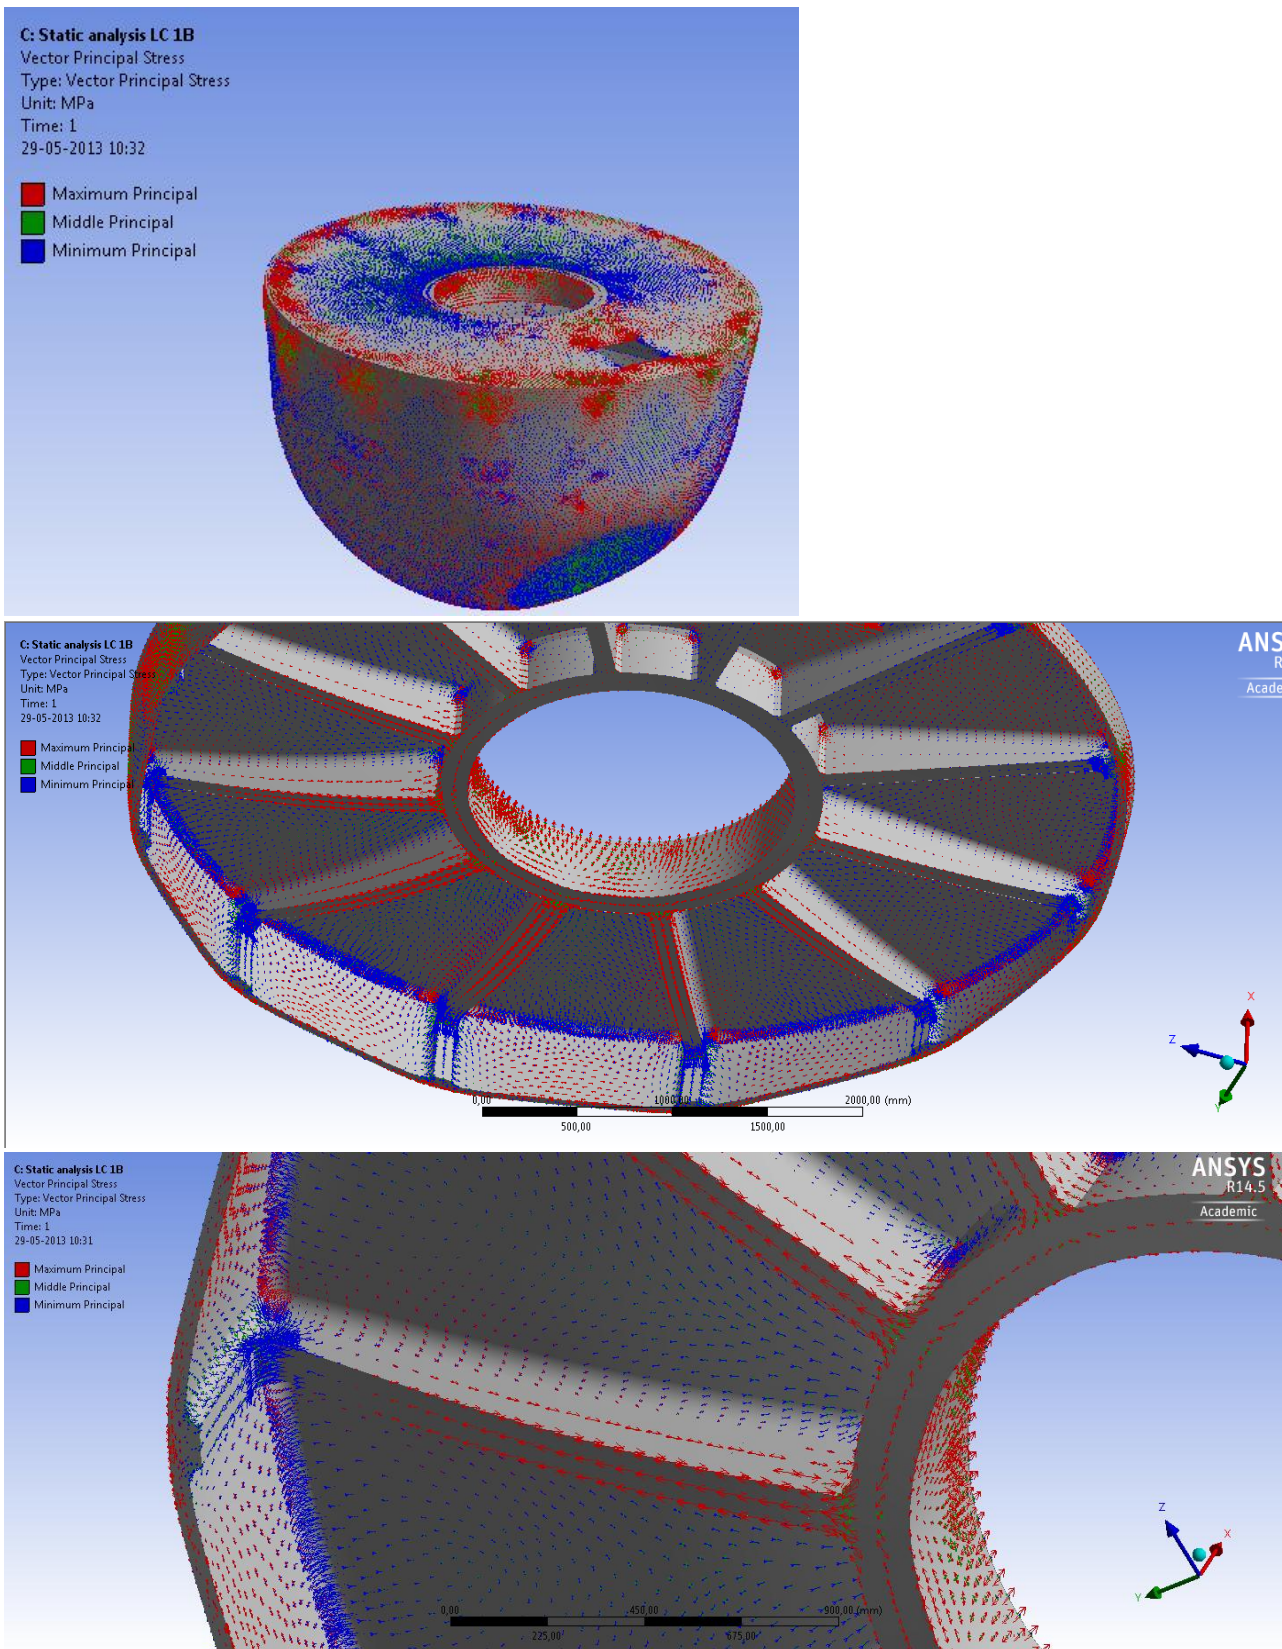 C: Static analysis LC 1B
Vector Principal Stress
Type: Vector Principal Stress
Unit: MPa
Time: 1
29-05-2013 10:32
Maximum Principal
Middle Principal
Minimum Principal
C: Static analysis LC 1B
Vector Principal Stress
Type: Vector Principal Stress
Unit: MPa
Time: 1
29-05-2013 10:32
Maximum Principal
Middle Principal
Minimum Principal
ANS
R
Acade
X
Z
Y
0,00 1000,00 2000,00 (mm)
500,00 1500,00
C: Static analysis LC 1B
Vector Principal Stress
Type: Vector Principal Stress
Unit: MPa
Time: 1
29-05-2013 10:31
Maximum Principal
Middle Principal
Minimum Principal
ANSYS
R14.5
Academic
Z
X
Y
0,00 450,00 900,00 (mm)
225,00 675,00